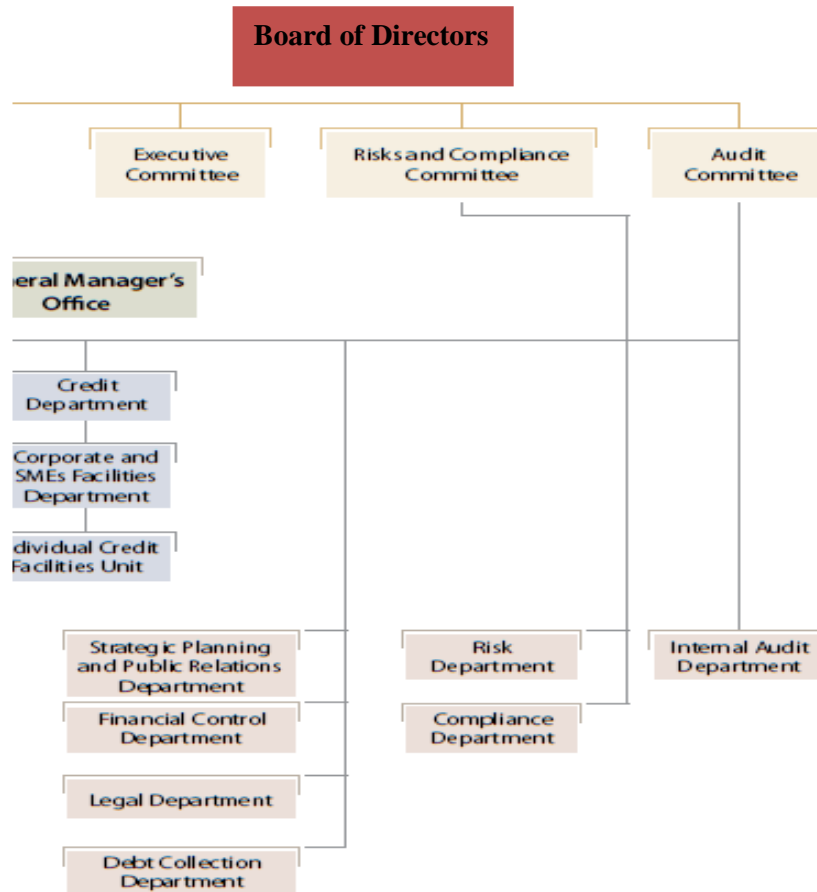 Board of Directors
Executive
Committee
Risks and Compliance
Committee
Audit
Committee
eral Manager's
Office
Credit
Department
Corporate and
SMEs Facilities
Department
dividual Credit
Facilities Unit
Strategic Planning
and Public Relations
Department
Risk
Department
Internal Audit
Department
Financial Control
Department
Compliance
Department
Legal Department
Debt Collection
Department